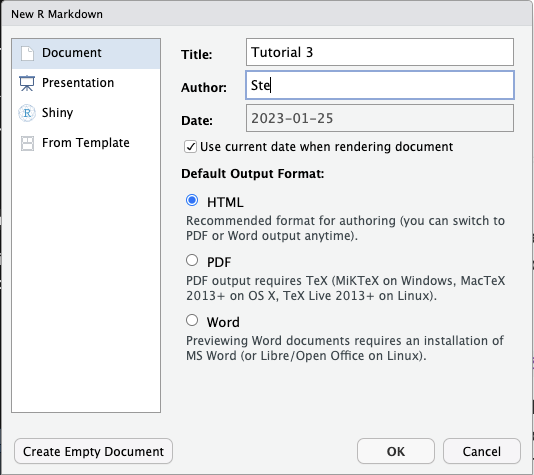 New R Markdown
Document
Presentation
Shiny
From Template
Title: Tutorial 3
Author: Ste
Date: 2023-01-25
Use current date when rendering document
Default Output Format:
HTML
Recommended format for authoring (you can switch to
PDF or Word output anytime).
PDF
PDF output requires TeX (MiKTeX on Windows, MacTeX
2013+ on OS X, TeX Live 2013+ on Linux).
Word
Previewing Word documents requires an installation of
MS Word (or Libre/Open Office on Linux).
Create Empty Document OK Cancel